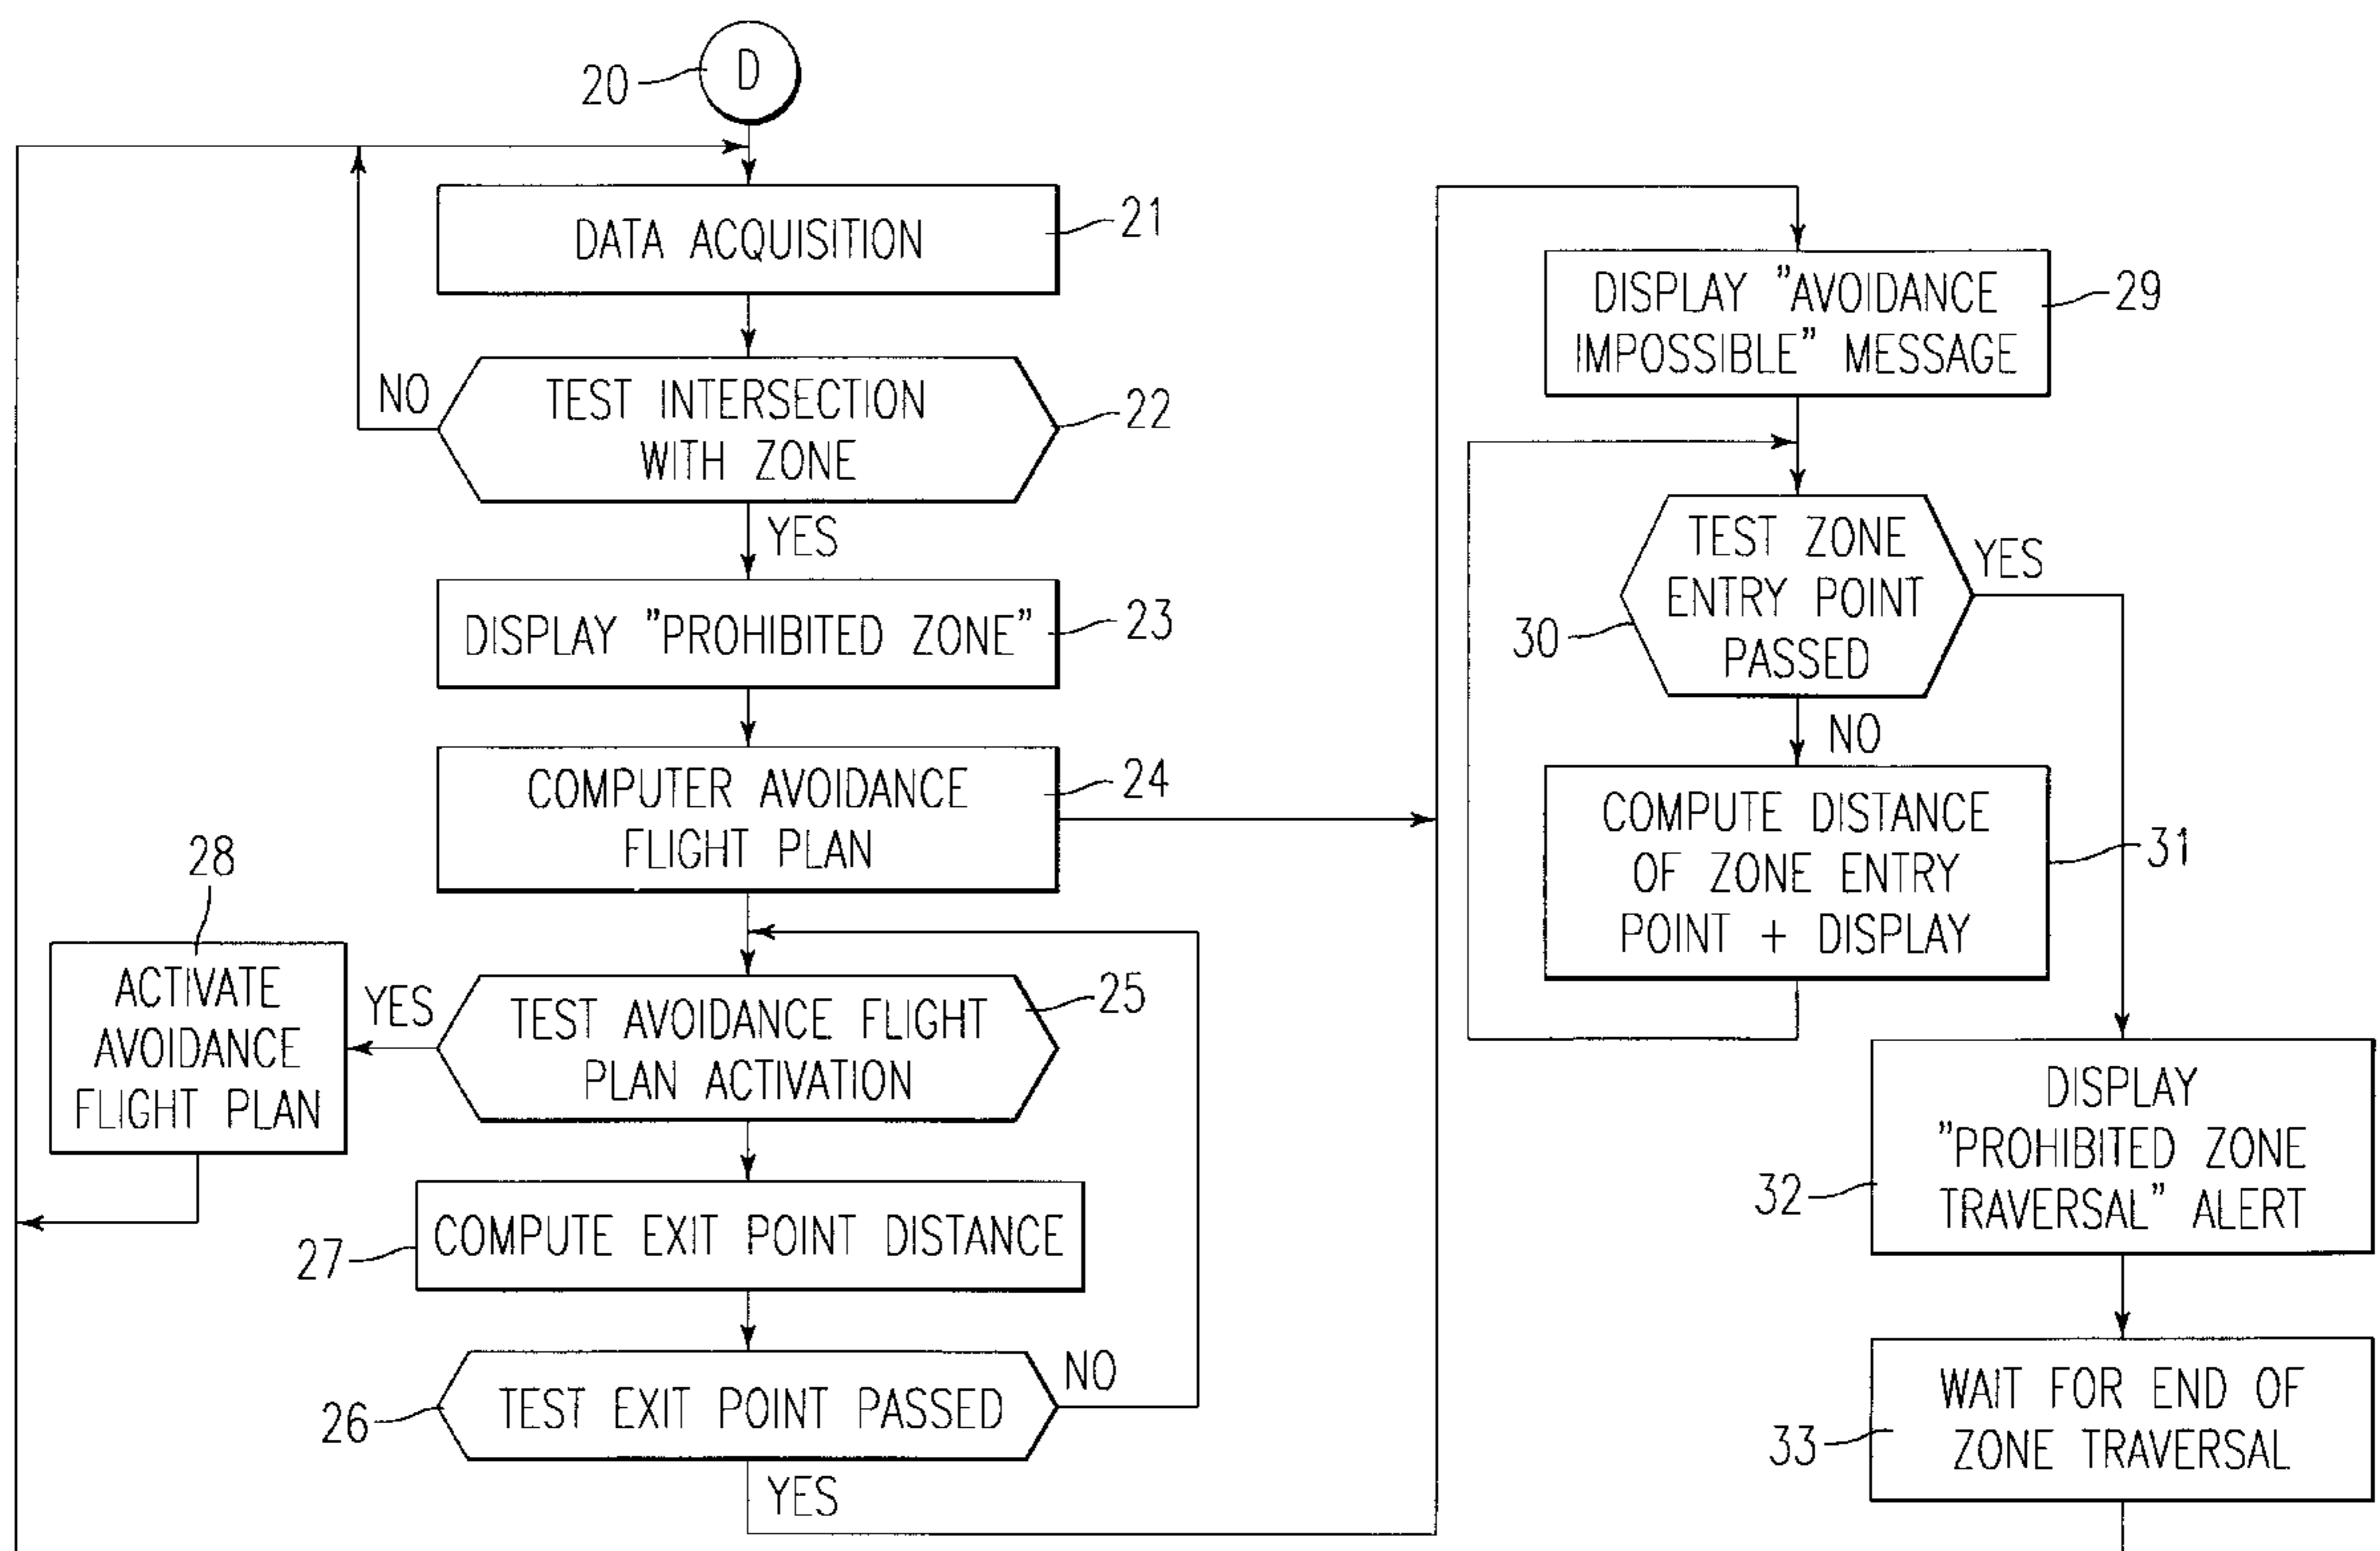 20
D
DATA ACQUISITION
21
NO
TEST INTERSECTION
WITH ZONE
22
YES
DISPLAY "PROHIBITED ZONE"
23
COMPUTER AVOIDANCE
FLIGHT PLAN
24
28
ACTIVATE
AVOIDANCE
FLIGHT PLAN
YES
TEST AVOIDANCE FLIGHT
PLAN ACTIVATION
25
27
COMPUTE EXIT POINT DISTANCE
26
TEST EXIT POINT PASSED
NO
YES
DISPLAY "AVOIDANCE
IMPOSSIBLE" MESSAGE
29
30
TEST ZONE
ENTRY POINT
PASSED
YES
NO
COMPUTE DISTANCE
OF ZONE ENTRY
POINT + DISPLAY
31
32
DISPLAY
"PROHIBITED ZONE
TRAVERSAL" ALERT
33
WAIT FOR END OF
ZONE TRAVERSAL